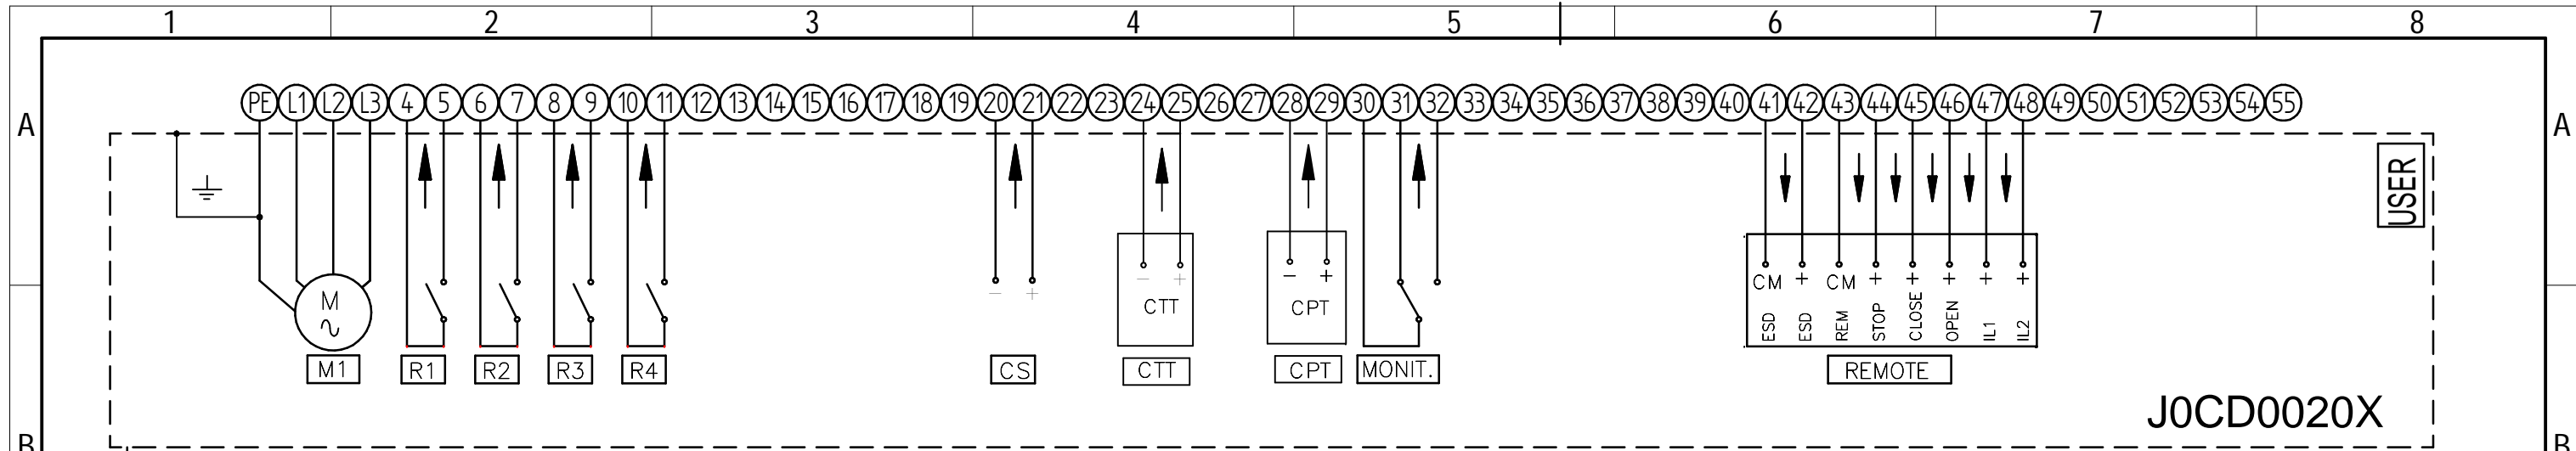 1 2 3 4 5 6 7 8
PE L1 L2 L3 4 5 6 7 8 9 10 11 12 13 14 15 16 17 18 19 20 21 22 23 24 25 26 27 28 29 30 31 32 33 34 35 36 37 38 39 40 41 42 43 44 45 46 47 48 49 50 51 52 53 54 55
A A
USER
M
- +
- +
CTT
- +
CPT
CM + CM + + + + +
ESD ESD REM STOP CLOSE OPEN IL1 IL2
M1 R1 R2 R3 R4 CS CTT CPT MONIT. REMOTE
J0CD0020X
B B